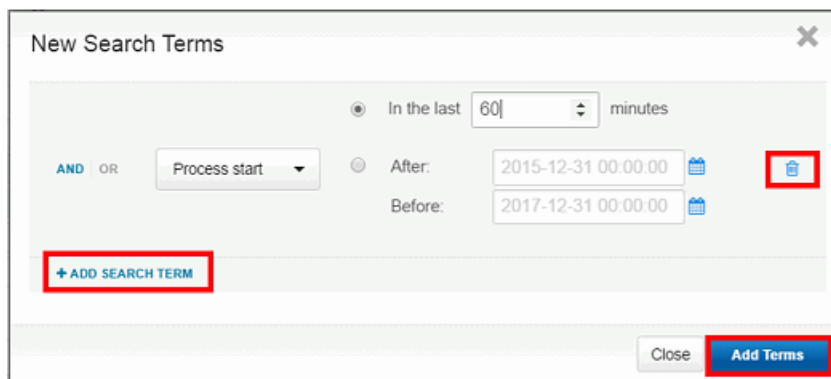 New Search Terms
In the last 60 minutes
AND OR Process start After: 2015-12-31 00:00:00
Before: 2017-12-31 00:00:00
+ ADD SEARCH TERM
Close Add Terms